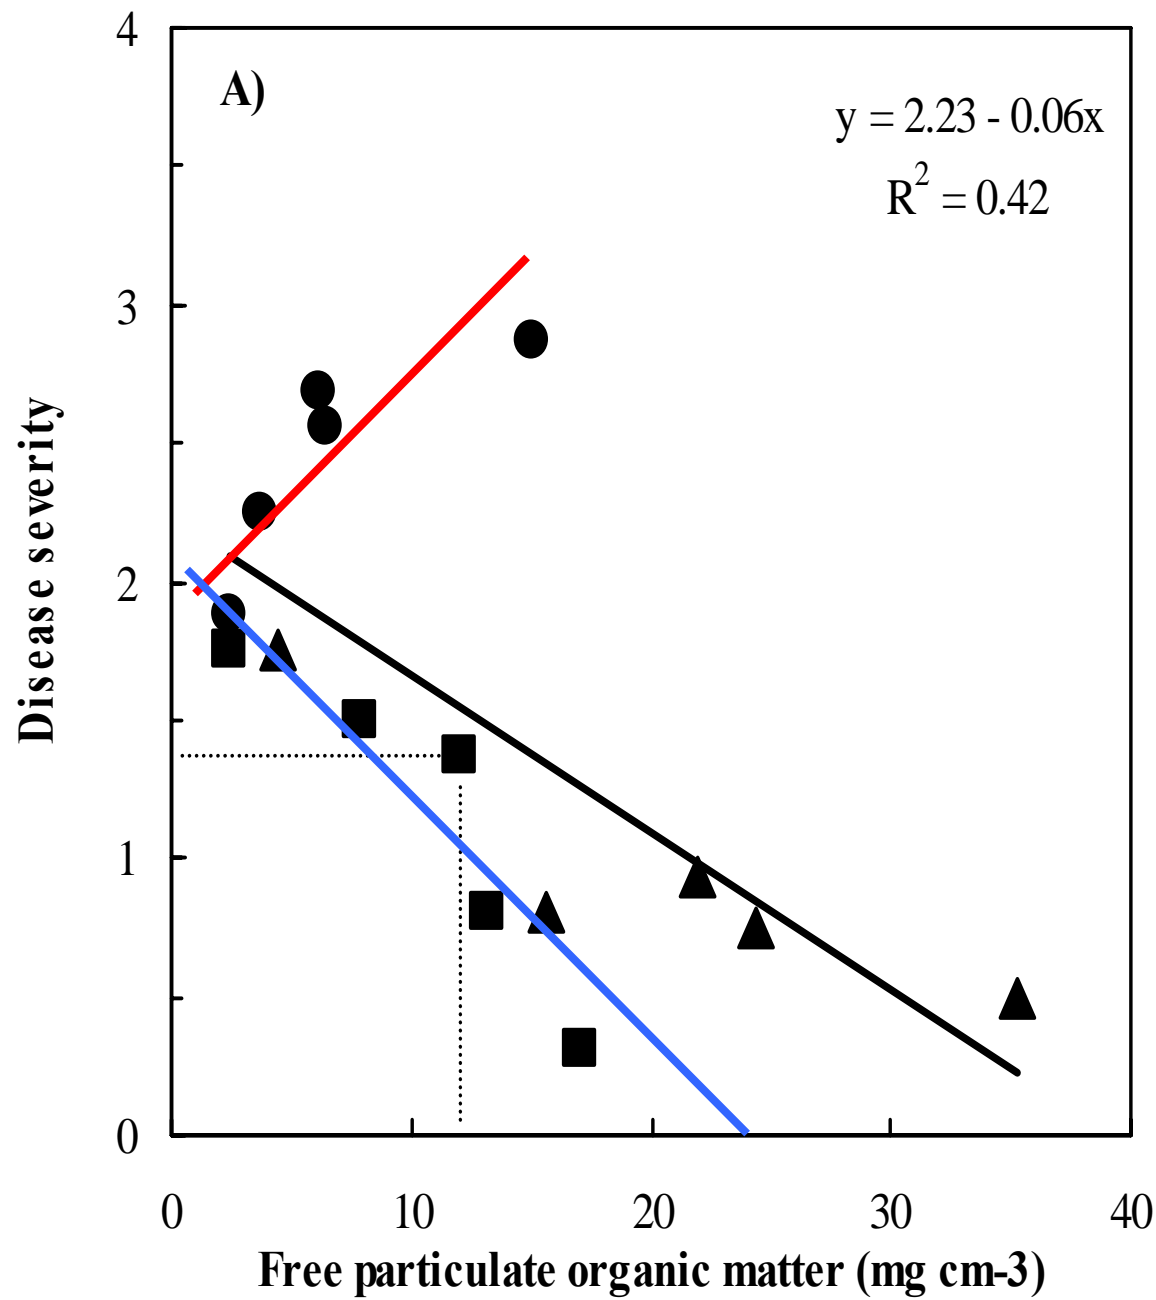 A)
y = 2.23 - 0.06x
R² = 0.42
4
3
2
1
0
Disease severity
0 10 20 30 40
Free particulate organic matter (mg cm-3)